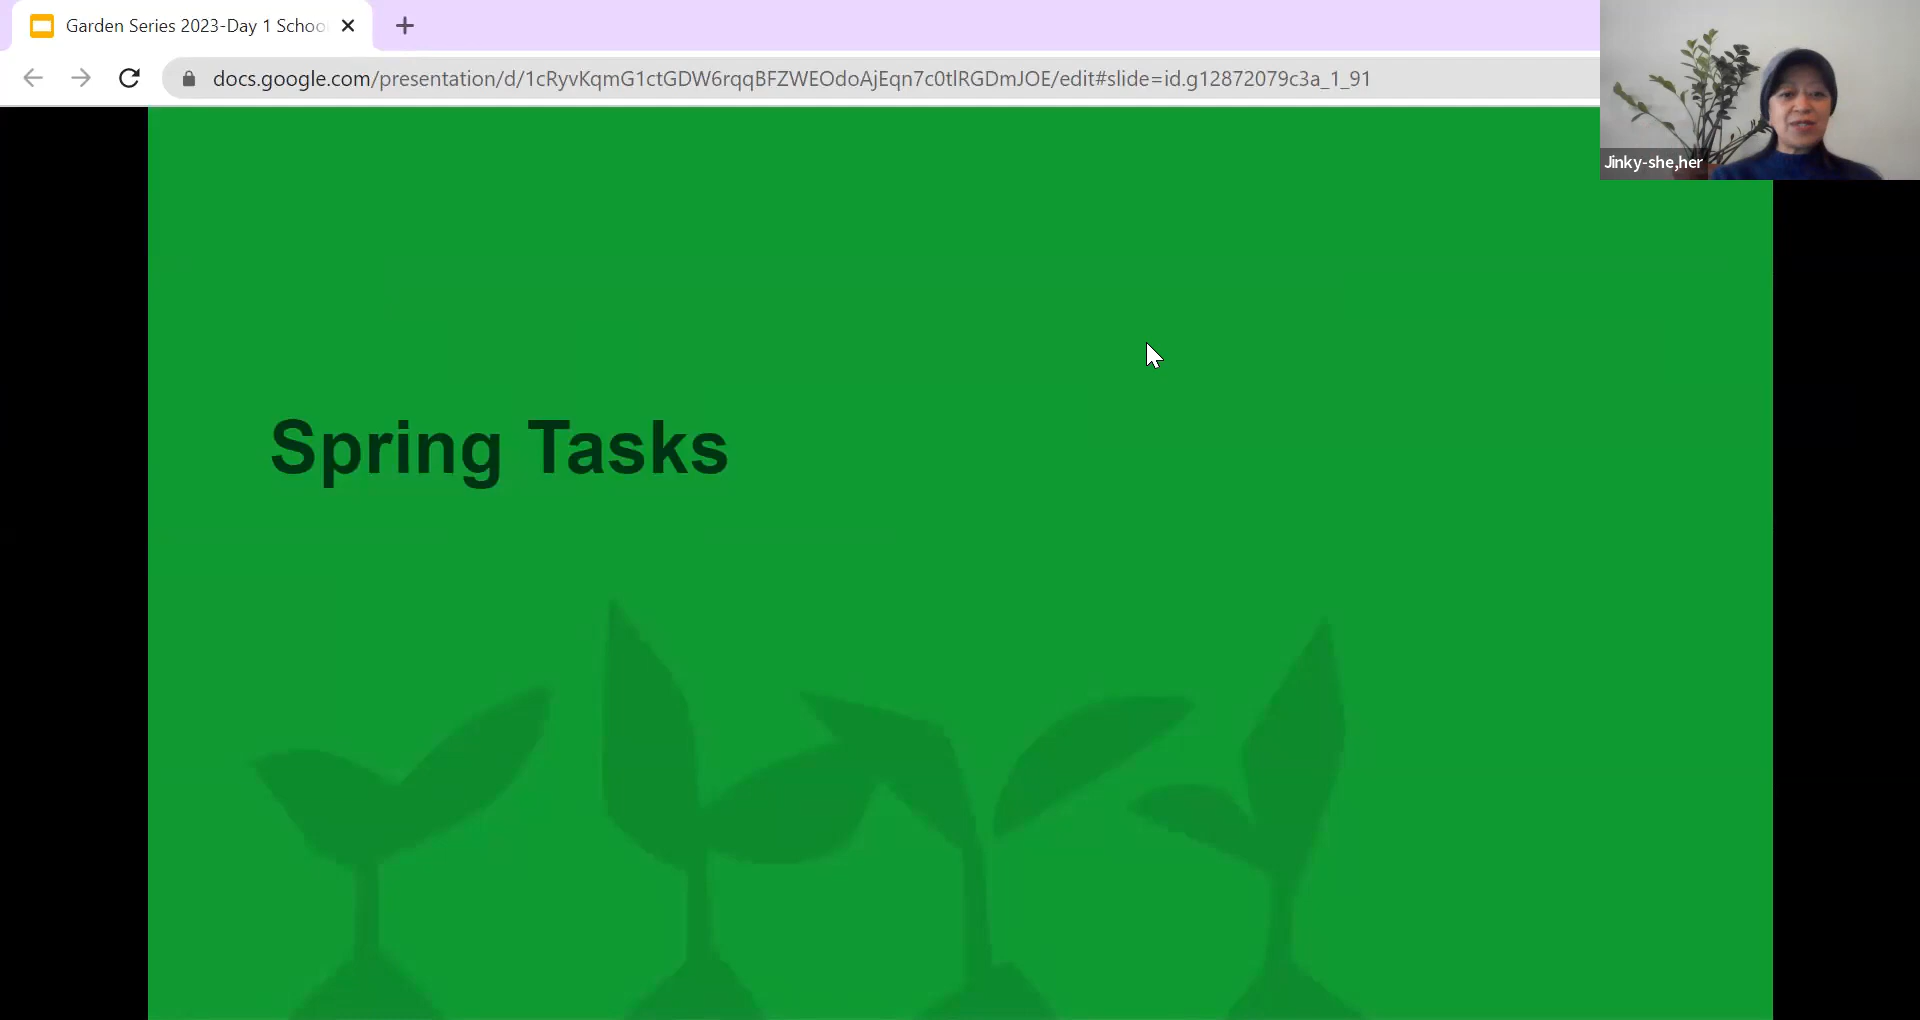 Garden Series 2023-Day 1 Schoo
docs.google.com/presentation/d/1cRyvKqmG1ctGDW6rqqBFZWEOdoAjEqn7c0tlRGDmJOE/edit#slide=id.g12872079c3a_1_91
Jinky-she,her
Spring Tasks